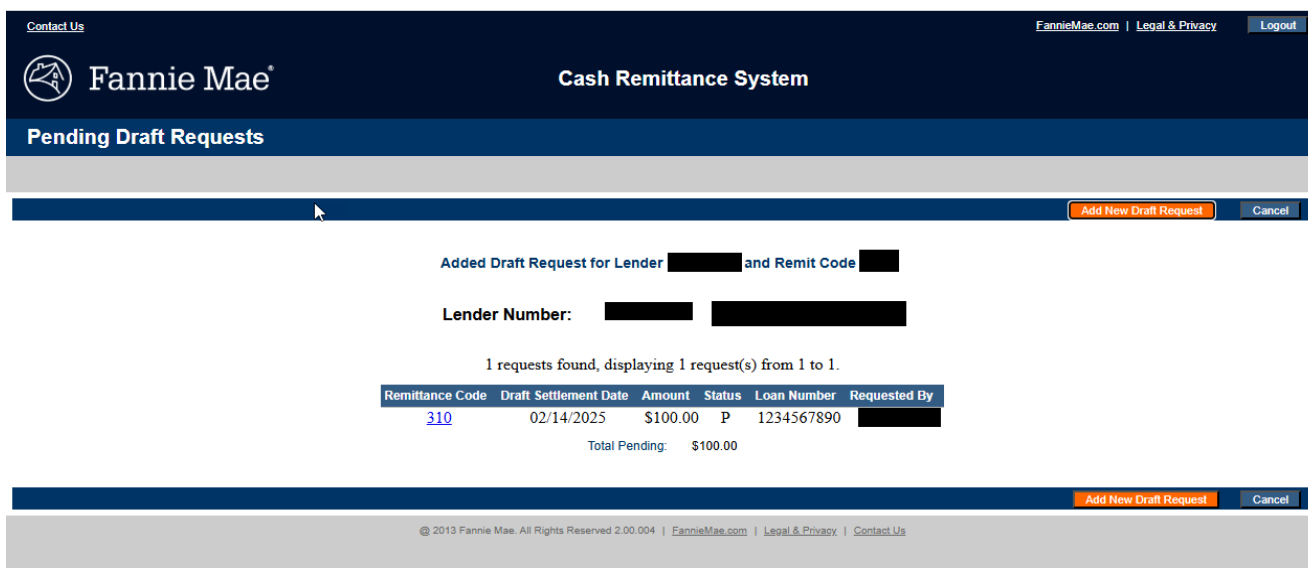 Contact Us FannieMae.com | Legal & Privacy Logout
Fannie Mae® Cash Remittance System
Pending Draft Requests
Add New Draft Request Cancel
Added Draft Request for Lender and Remit Code
Lender Number:
1 requests found, displaying 1 request(s) from 1 to 1.
Remittance Code Draft Settlement Date Amount Status Loan Number Requested By
310 02/14/2025 $100.00 P 1234567890
Total Pending: $100.00
Add New Draft Request Cancel
@ 2013 Fannie Mae. All Rights Reserved 2.00.004 | FannieMae.com | Legal & Privacy | Contact Us